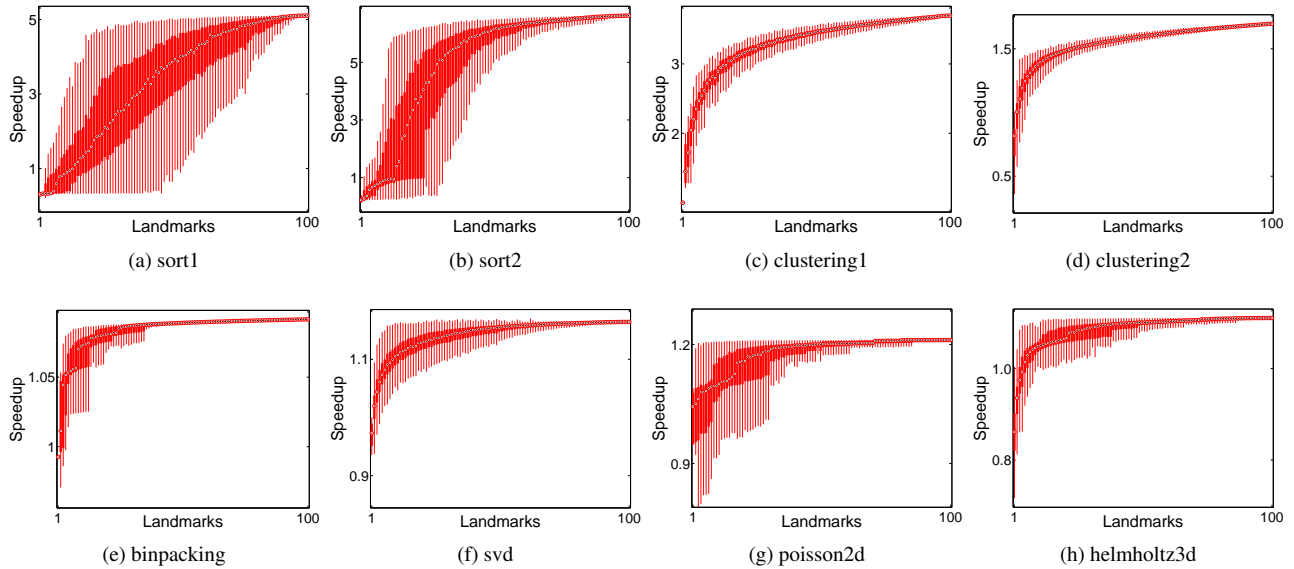 5
3
1
Speedup
1 Landmarks 100
(a) sort1
5
3
1
Speedup
1 Landmarks 100
(b) sort2
3
2
Speedup
1 Landmarks 100
(c) clustering1
1.5
0.5
Speedup
1 Landmarks 100
(d) clustering2
1.05
1
Speedup
1 Landmarks 100
(e) binpacking
1.1
0.9
Speedup
1 Landmarks 100
(f) svd
1.2
0.9
Speedup
1 Landmarks 100
(g) poisson2d
1.0
0.8
Speedup
1 Landmarks 100
(h) helmholtz3d